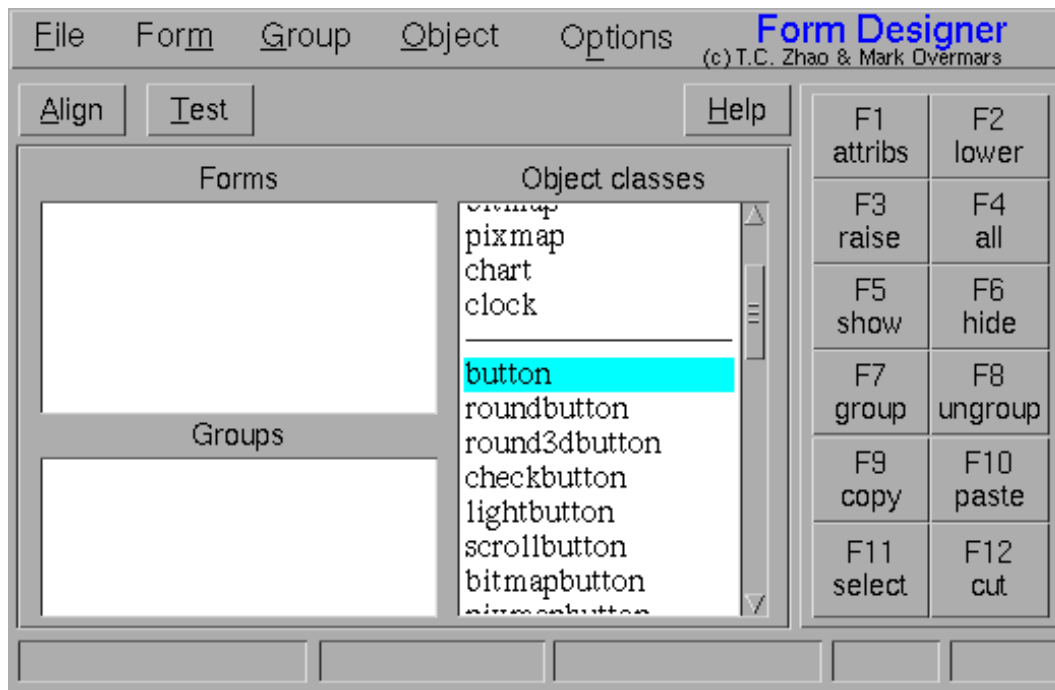 File Form Group Object Options Form Designer
(c) T.C. Zhao & Mark Overmars
Align Test Help
Forms
Groups
Object classes
bitmap
pixmap
chart
clock
button
roundbutton
round3dbutton
checkbutton
lightbutton
scrollbutton
bitmapbutton
pixmapbutton
F1 F2
attribs lower
F3 F4
raise all
F5 F6
show hide
F7 F8
group ungroup
F9 F10
copy paste
F11 F12
select cut